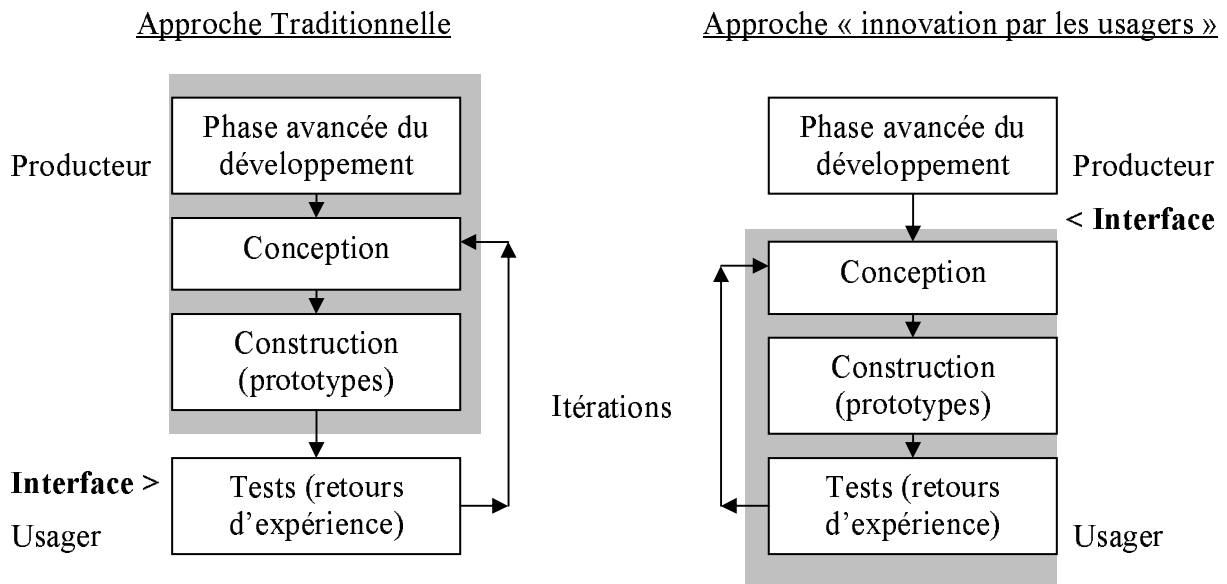 Approche Traditionnelle
Phase avancée du
développement
Producteur
Conception
Construction
(prototypes)
Interface >
Usager
Tests (retours
d’expérience)
Itérations
Approche « innovation par les usagers »
Phase avancée du
développement
Producteur
< Interface
Conception
Construction
(prototypes)
Tests (retours
d’expérience)
Usager